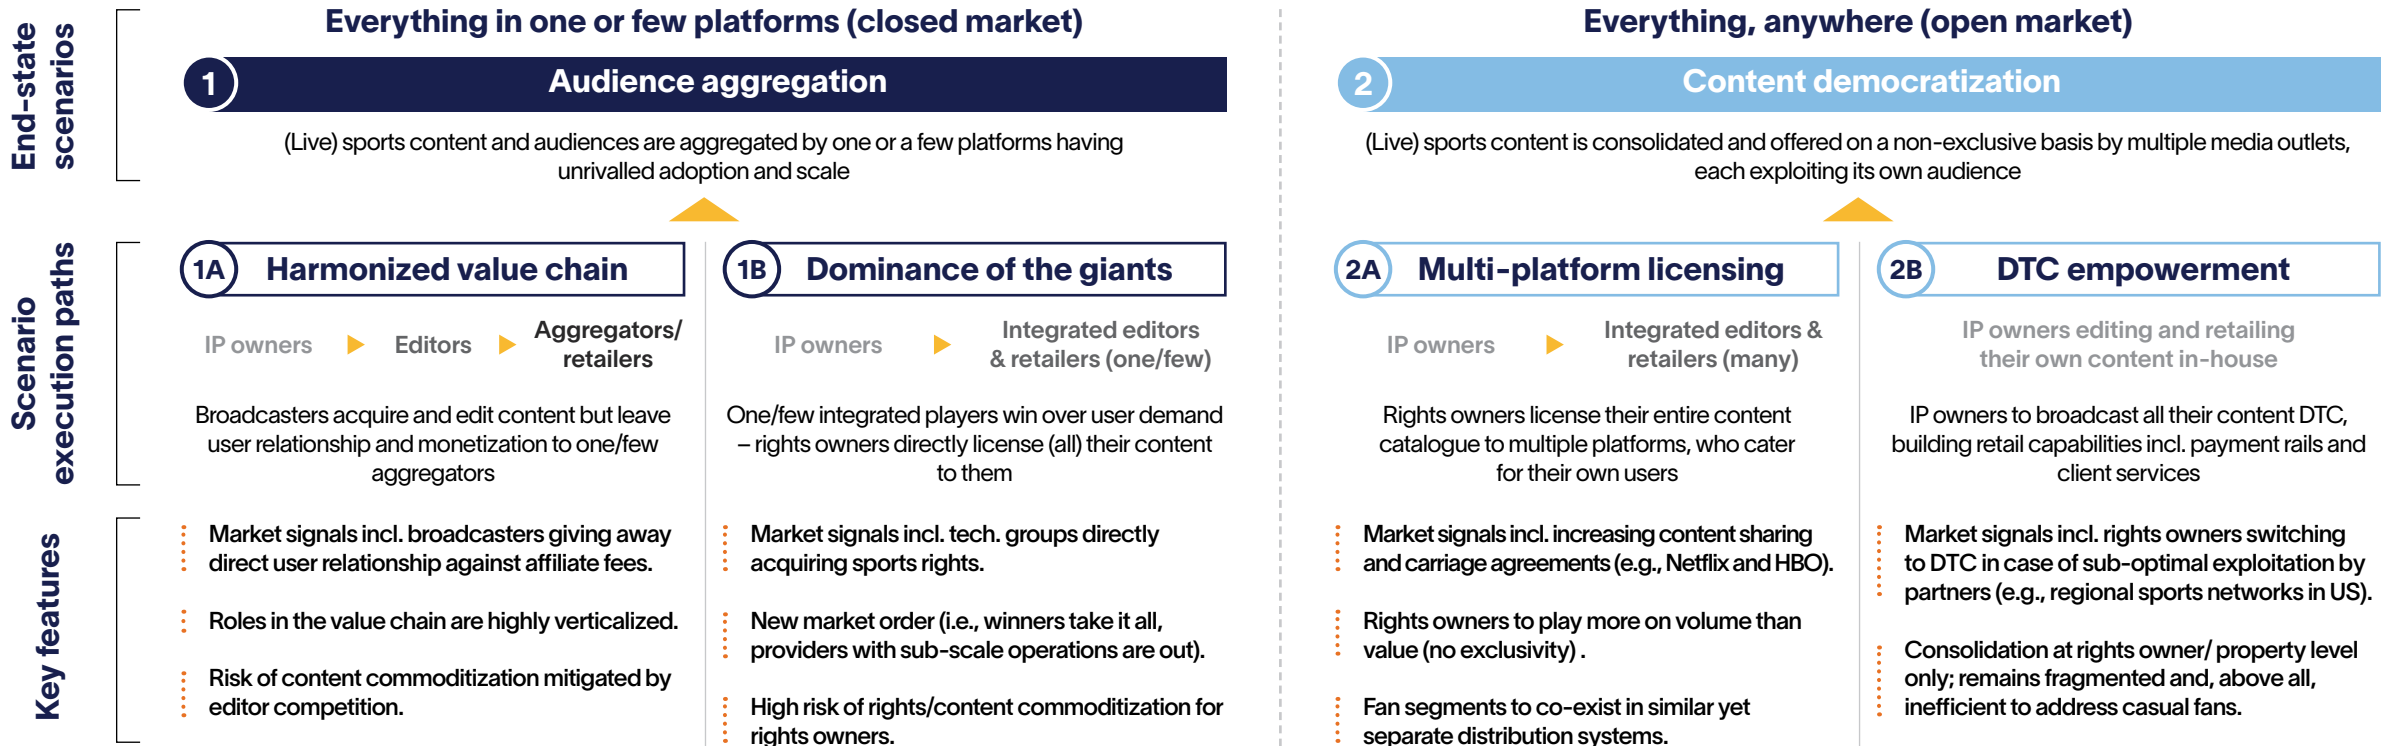 End-state
scenarios
Everything in one or few platforms (closed market)
1
Audience aggregation
(Live) sports content and audiences are aggregated by one or a few platforms having
unrivalled adoption and scale
Everything, anywhere (open market)
2
Content democratization
(Live) sports content is consolidated and offered on a non-exclusive basis by multiple media outlets,
each exploiting its own audience
Scenario
execution paths
1A
Harmonized value chain
IP owners
Editors
Aggregators/
retailers
Broadcasters acquire and edit content but leave
user relationship and monetization to one/few
aggregators
1B
Dominance of the giants
IP owners
Integrated editors
& retailers (one/few)
One/few integrated players win over user demand
– rights owners directly license (all) their content
to them
2A
Multi-platform licensing
IP owners
Integrated editors &
retailers (many)
Rights owners license their entire content
catalogue to multiple platforms, who cater
for their own users
2B
DTC empowerment
IP owners editing and retailing
their own content in-house
IP owners to broadcast all their content DTC,
building retail capabilities incl. payment rails and
client services
Key features
Market signals incl. broadcasters giving away
direct user relationship against affiliate fees.
Roles in the value chain are highly verticalized.
Risk of content commoditization mitigated by
editor competition.
Market signals incl. tech. groups directly
acquiring sports rights.
New market order (i.e., winners take it all,
providers with sub-scale operations are out).
High risk of rights/content commoditization for
rights owners.
Market signals incl. increasing content sharing
and carriage agreements (e.g., Netflix and HBO).
Rights owners to play more on volume than
value (no exclusivity) .
Fan segments to co-exist in similar yet
separate distribution systems.
Market signals incl. rights owners switching
to DTC in case of sub-optimal exploitation by
partners (e.g., regional sports networks in US).
Consolidation at rights owner/ property level
only; remains fragmented and, above all,
inefficient to address casual fans.